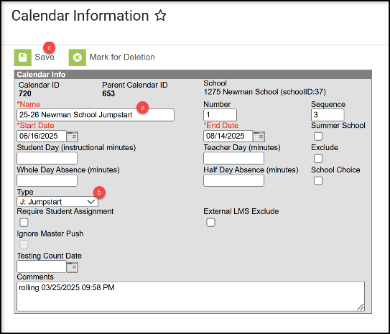 Calendar Information ☆
c
Save Mark for Deletion
Calendar Info
Calendar ID Parent Calendar ID School
720 653 1275 Newman School (schoolID:37)
*Name Number Sequence
25-26 Newman School Jumpstart a 1 3
*Start Date *End Date Summer School
06/16/2025 08/14/2025
Student Day (instructional minutes) Teacher Day (minutes) Exclude
Whole Day Absence (minutes) Half Day Absence (minutes) School Choice
Type b
J: Jumpstart
Require Student Assignment External LMS Exclude
Ignore Master Push
Testing Count Date
Comments
rolling 03/25/2025 09:58 PM